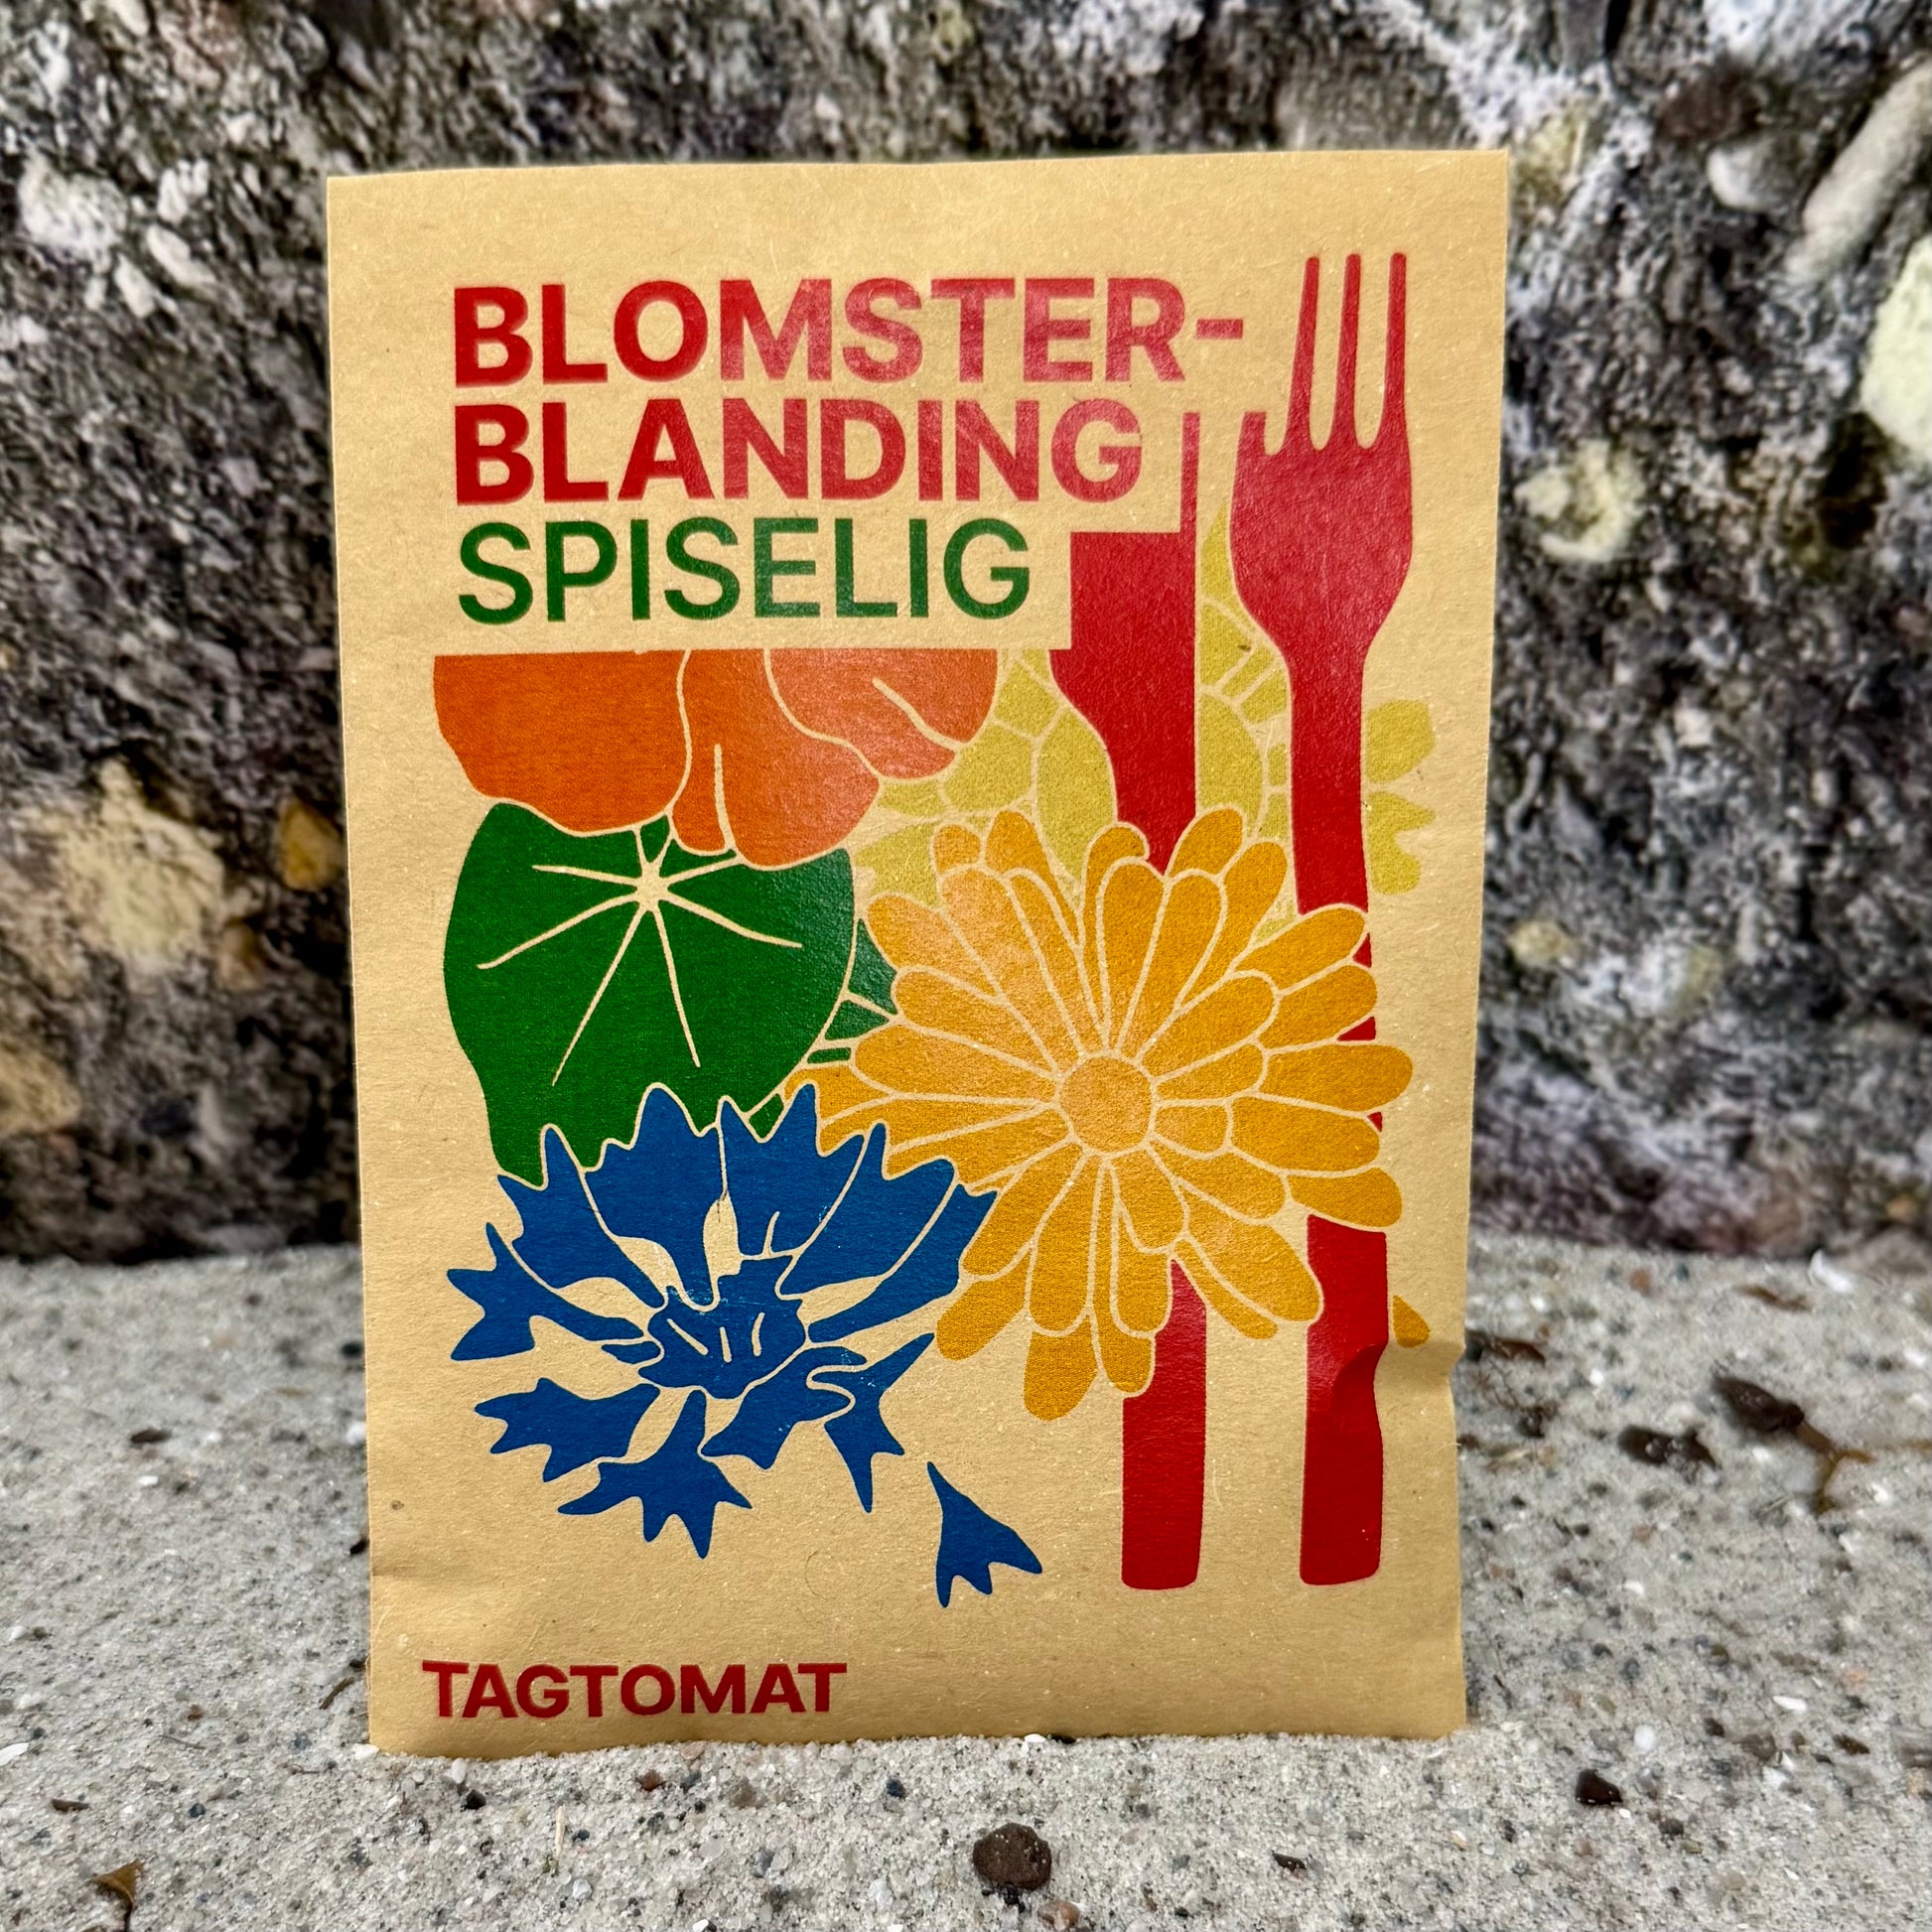 BLOMSTER-
BLANDING
SPISELIG
TAGTOMAT